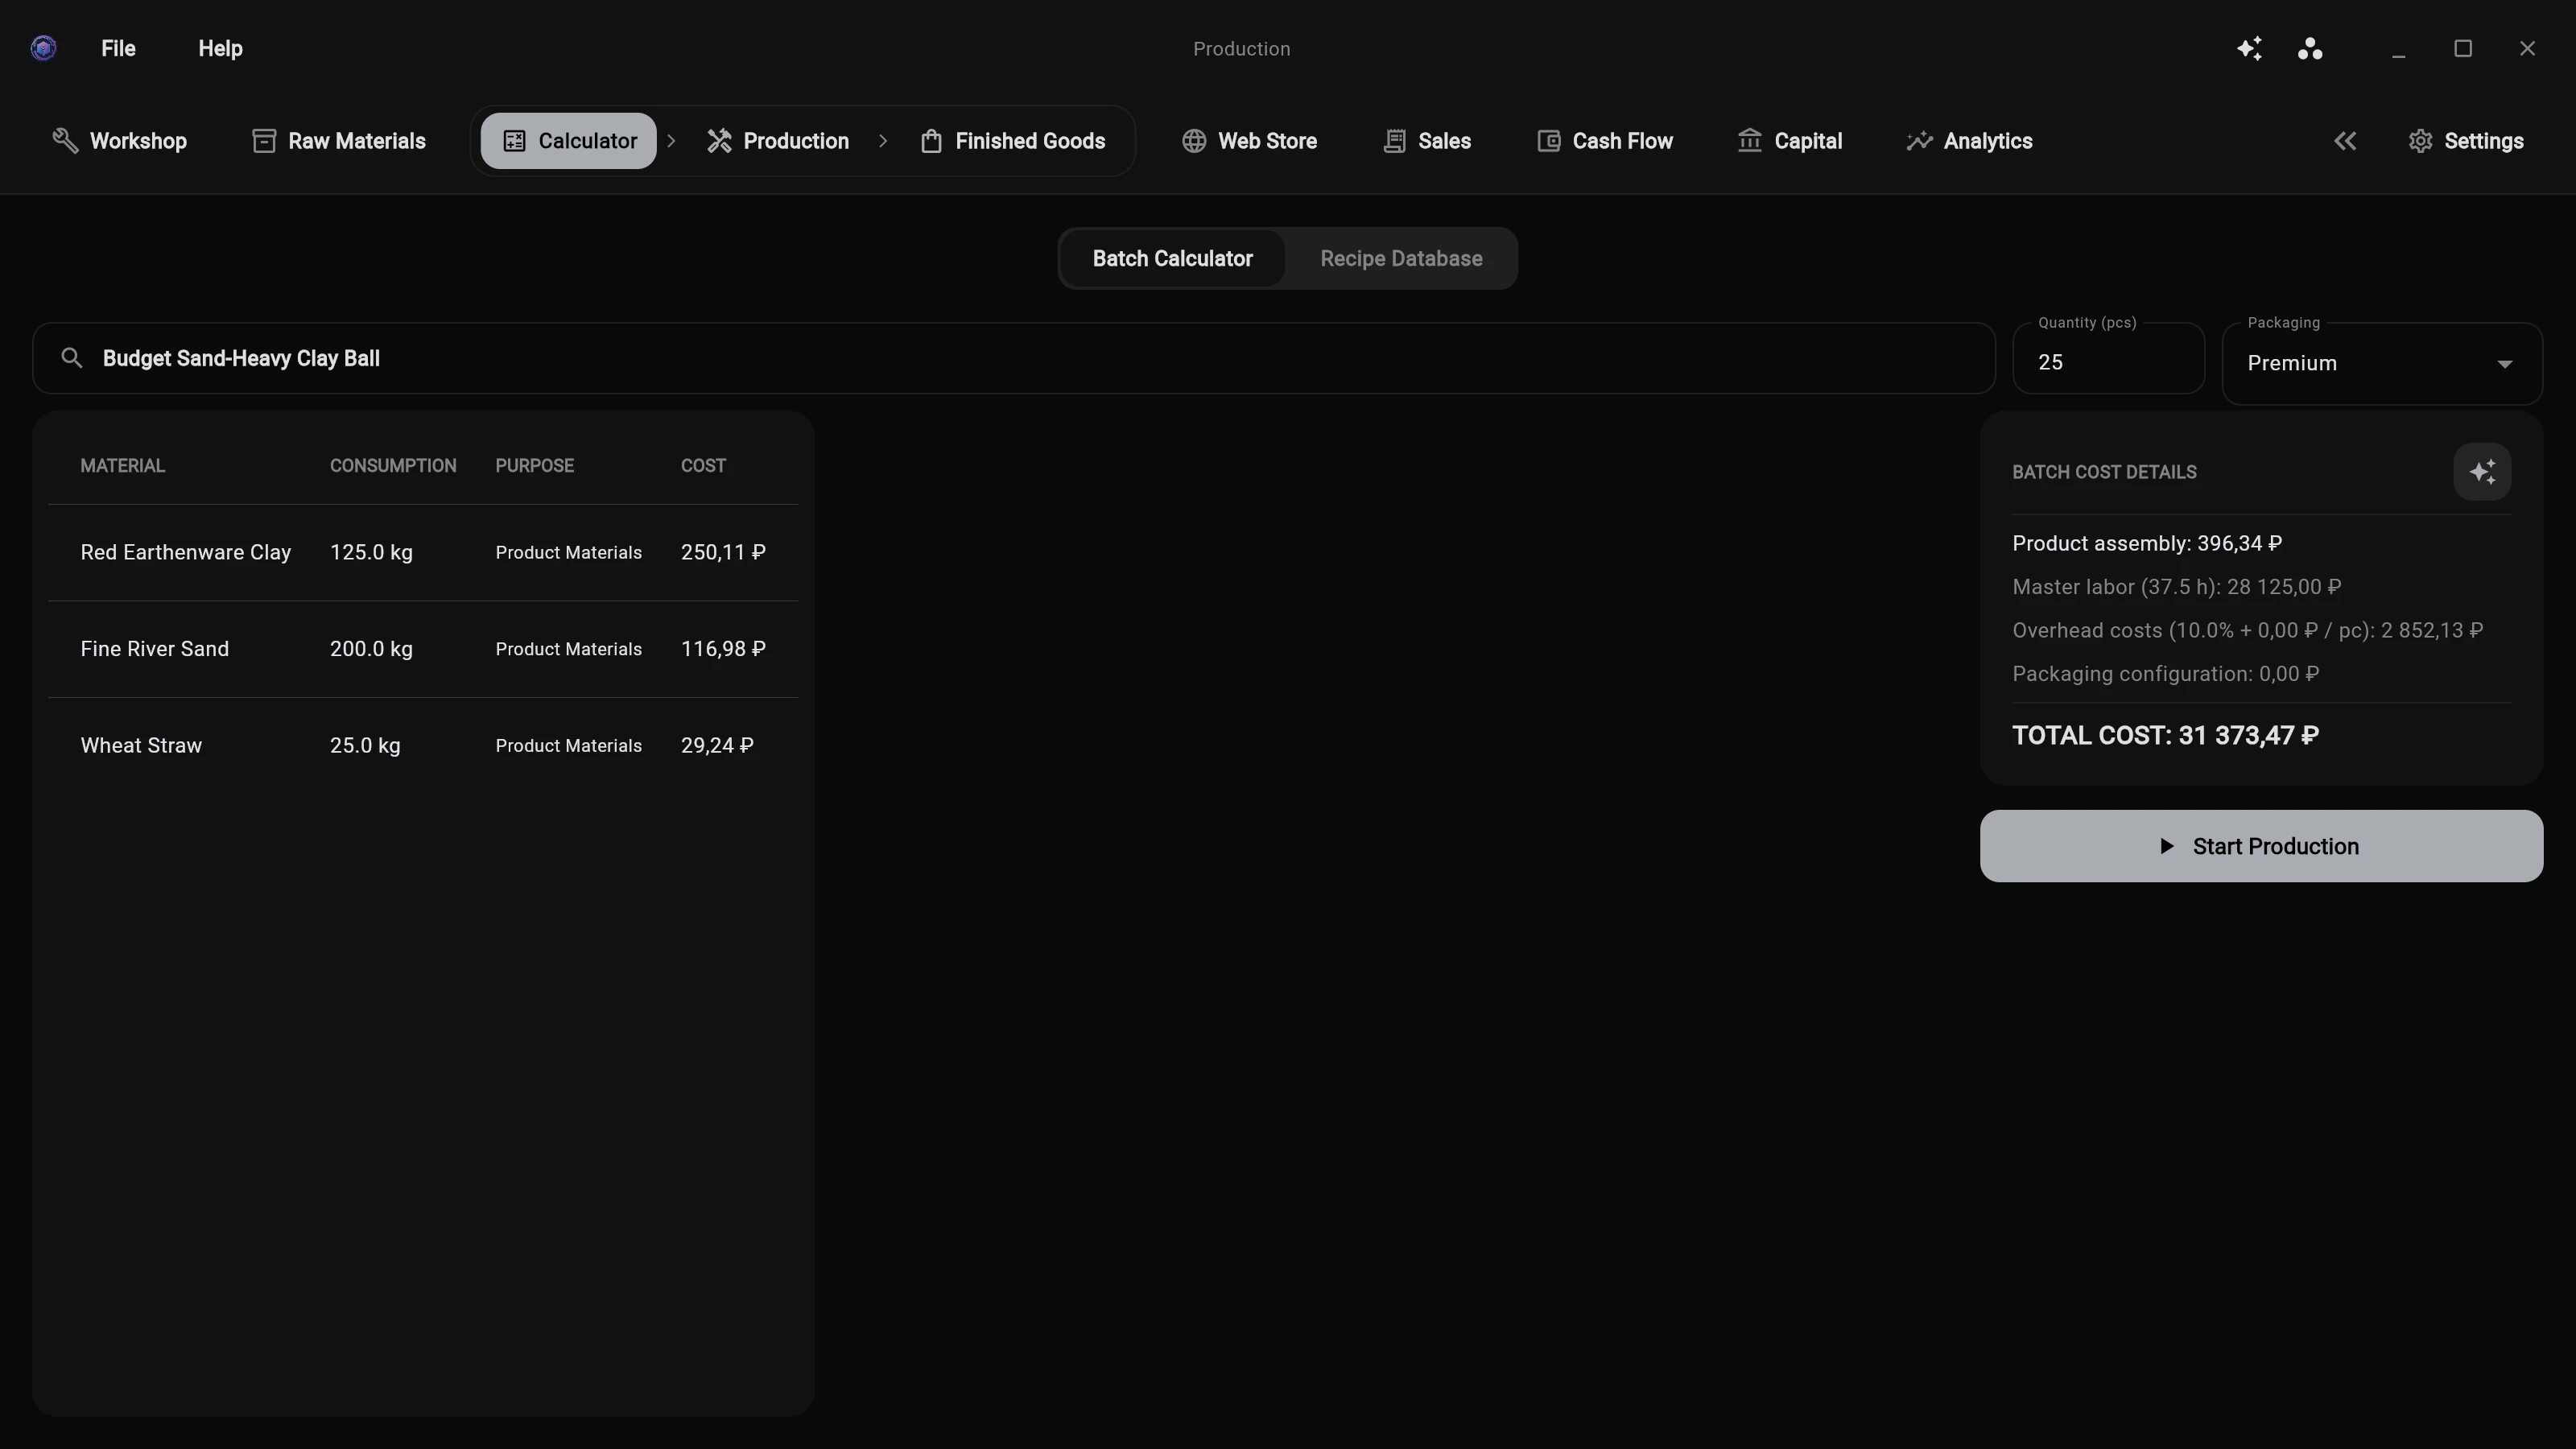 File Help Production
Workshop Raw Materials Calculator Production Finished Goods Web Store Sales Cash Flow Capital Analytics Settings
Batch Calculator Recipe Database
Quantity (pcs) Packaging
Budget Sand-Heavy Clay Ball 25 Premium
MATERIAL CONSUMPTION PURPOSE COST
Red Earthenware Clay 125.0 kg Product Materials 250,11 ₽
Fine River Sand 200.0 kg Product Materials 116,98 ₽
Wheat Straw 25.0 kg Product Materials 29,24 ₽
BATCH COST DETAILS
Product assembly: 396,34 ₽
Master labor (37.5 h): 28 125,00 ₽
Overhead costs (10.0% + 0,00 ₽ / pc): 2 852,13 ₽
Packaging configuration: 0,00 ₽
TOTAL COST: 31 373,47 ₽
Start Production